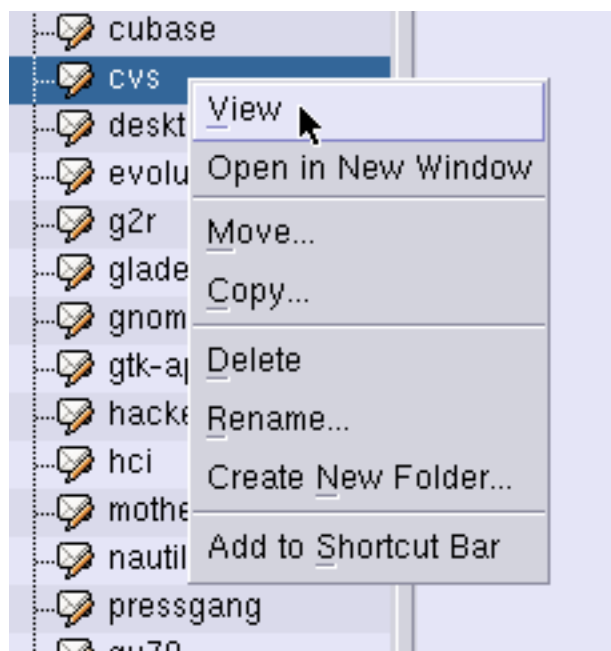 cubase
cvs
View
deskt
Open in New Window
evolu
g2r
Move...
glade
Copy...
gnom
gtk-a
Delete
hacke
Rename...
hci
Create New Folder...
mothe
Add to Shortcut Bar
nautil
pressgang